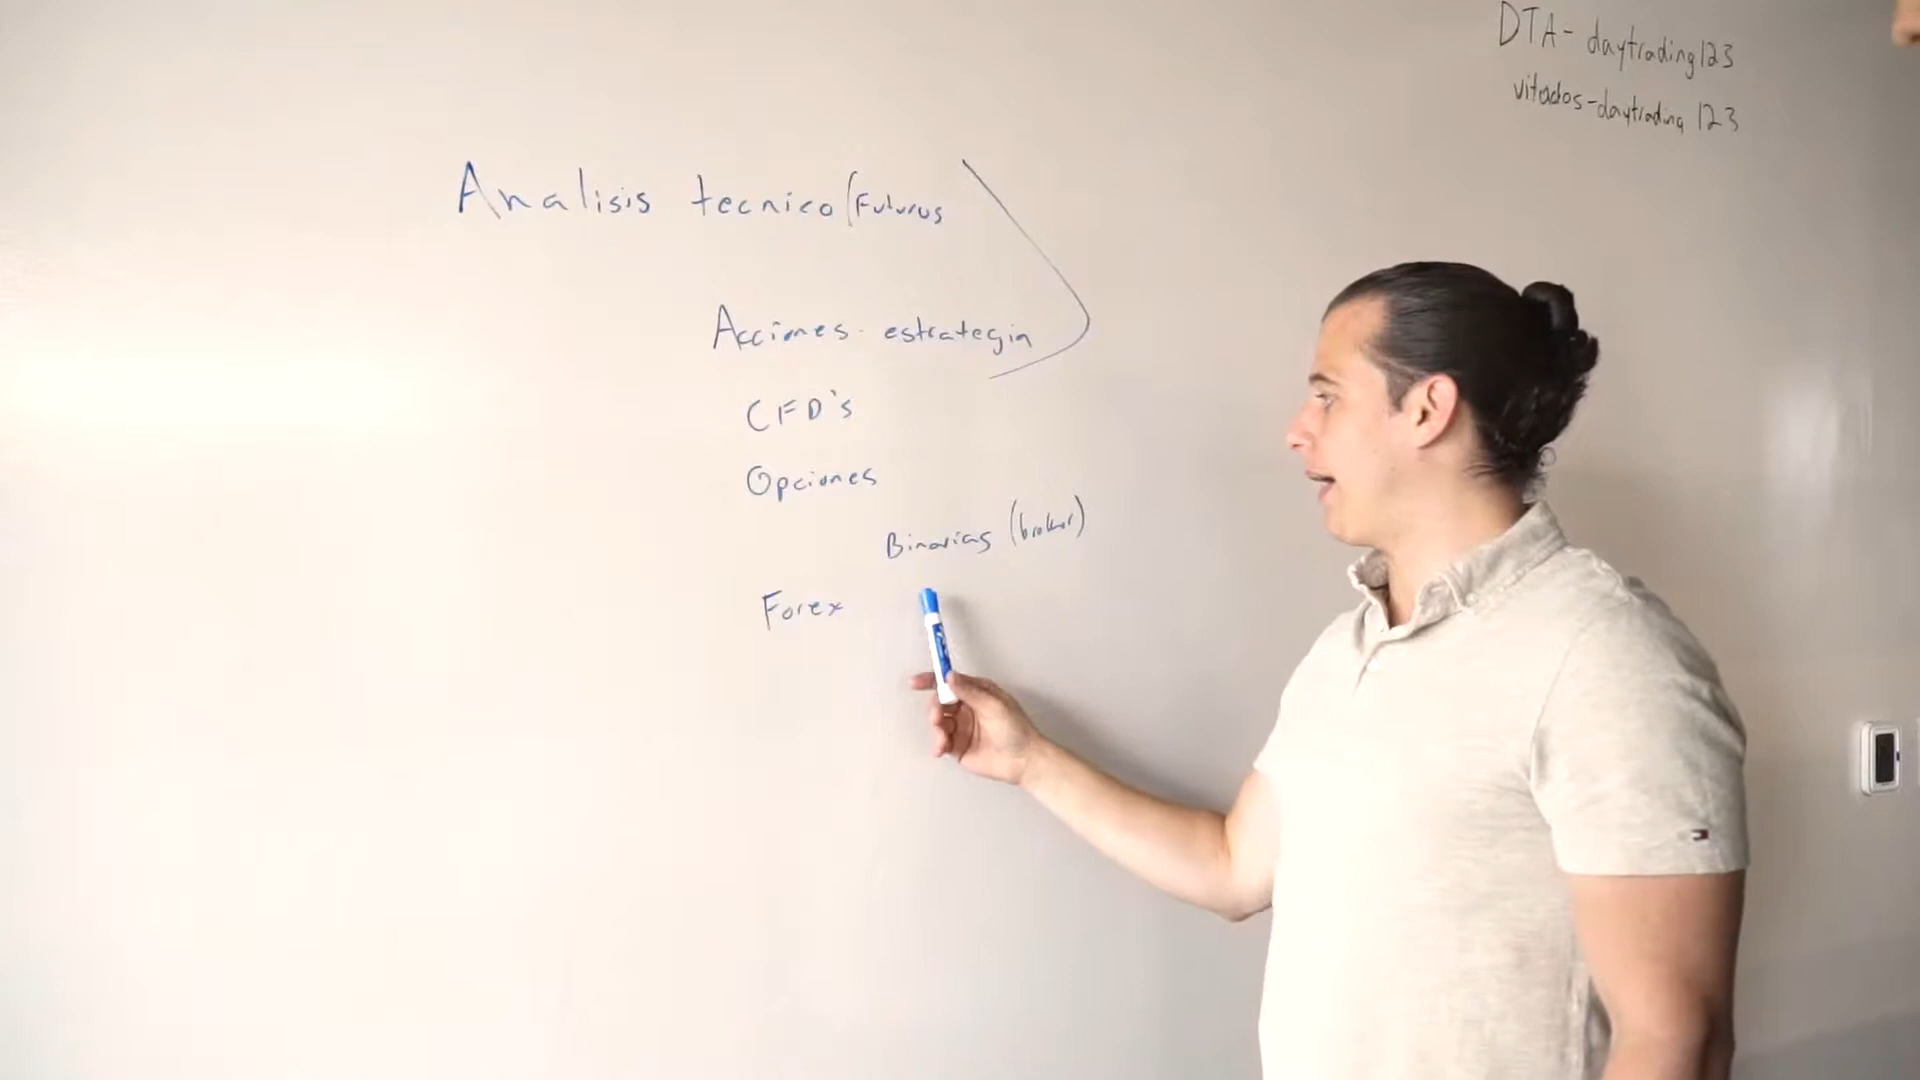 DTA- daytrading123
vitados-daytrading 123
Analisis tecnico (Futuros
Acciones - estrategia
CFD's
Opciones
Binarias (broker)
Forex